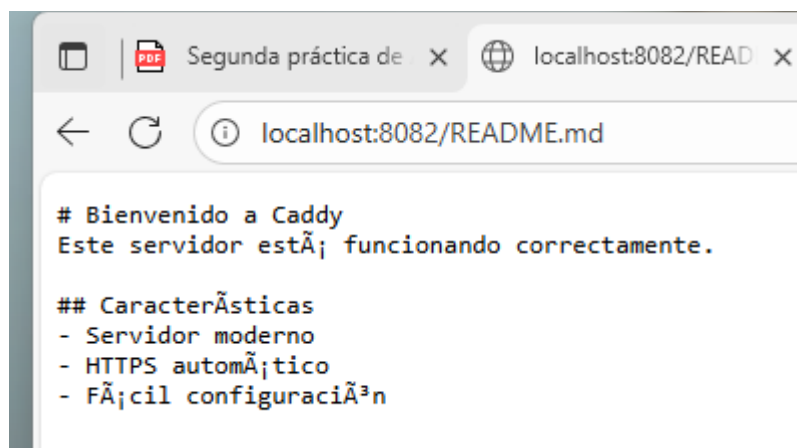 Segunda práctica de
localhost:8082/READ
localhost:8082/README.md
# Bienvenido a Caddy
Este servidor estÃ¡ funcionando correctamente.
## CaracterÃsticas
- Servidor moderno
- HTTPS automÃ¡tico
- FÃ¡cil configuraciÃ³n